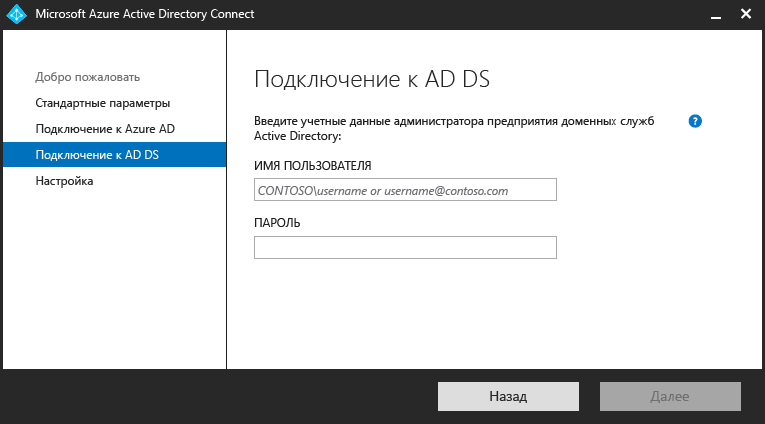 Microsoft Azure Active Directory Connect
Добро пожаловать
Стандартные параметры
Подключение к Azure AD
Подключение к AD DS
Настройка
Подключение к AD DS
Введите учетные данные администратора предприятия доменных служб
Active Directory:
?
ИМЯ ПОЛЬЗОВАТЕЛЯ
CONTOSO\username or username@contoso.com
ПАРОЛЬ
Назад
Далее